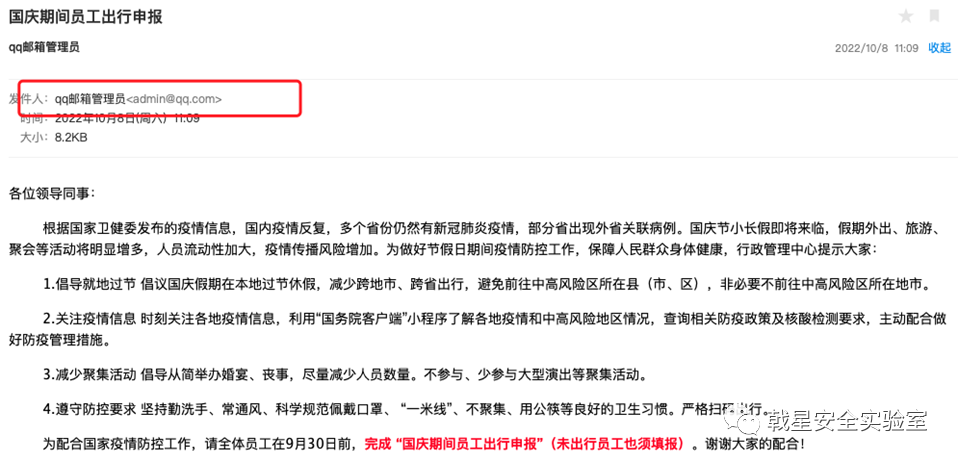 国庆期间员工出行申报
qq邮箱管理员
2022/10/8 11:09 收起
发件人：qq邮箱管理员<admin@qq.com>
时间：2022年10月8日(周六) 11:09
大小：8.2KB
各位领导同事：
根据国家卫健委发布的疫情信息，国内疫情反复，多个省份仍然有新冠肺炎疫情，部分省出现外省关联病例。国庆节小长假即将来临，假期外出、旅游、
聚会等活动将明显增多，人员流动性加大，疫情传播风险增加。为做好节假日期间疫情防控工作，保障人民群众身体健康，行政管理中心提示大家：
1.倡导就地过节 倡议国庆假期在本地过节休假，减少跨地市、跨省出行，避免前往中高风险区所在县（市、区），非必要不前往中高风险区所在地市。
2.关注疫情信息 时刻关注各地疫情信息，利用“国务院客户端”小程序了解各地疫情和中高风险地区情况，查询相关防疫政策及核酸检测要求，主动配合做
好防疫管理措施。
3.减少聚集活动 倡导从简举办婚宴、丧事，尽量减少人员数量。不参与、少参与大型演出等聚集活动。
4.遵守防控要求 坚持勤洗手、常通风、科学规范佩戴口罩、“一米线”、不聚集、用公筷等良好的卫生习惯。严格扫码出行。
戟星安全实验室
为配合国家疫情防控工作，请全体员工在9月30日前，完成 “国庆期间员工出行申报”（未出行员工也须填报）。谢谢大家的配合！